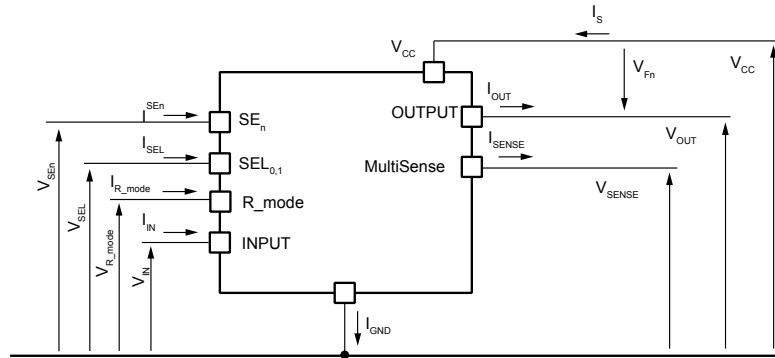 I_S
V_CC
V_Fn
V_CC
I_SEn
I_OUT
SE_n
OUTPUT
V_OUT
I_SEL
I_SENSE
SEL_0,1
MultiSense
V_SEn
V_SEL
I_R_mode
R_mode
V_SENSE
I_IN
INPUT
V_R_mode
V_IN
I_GND